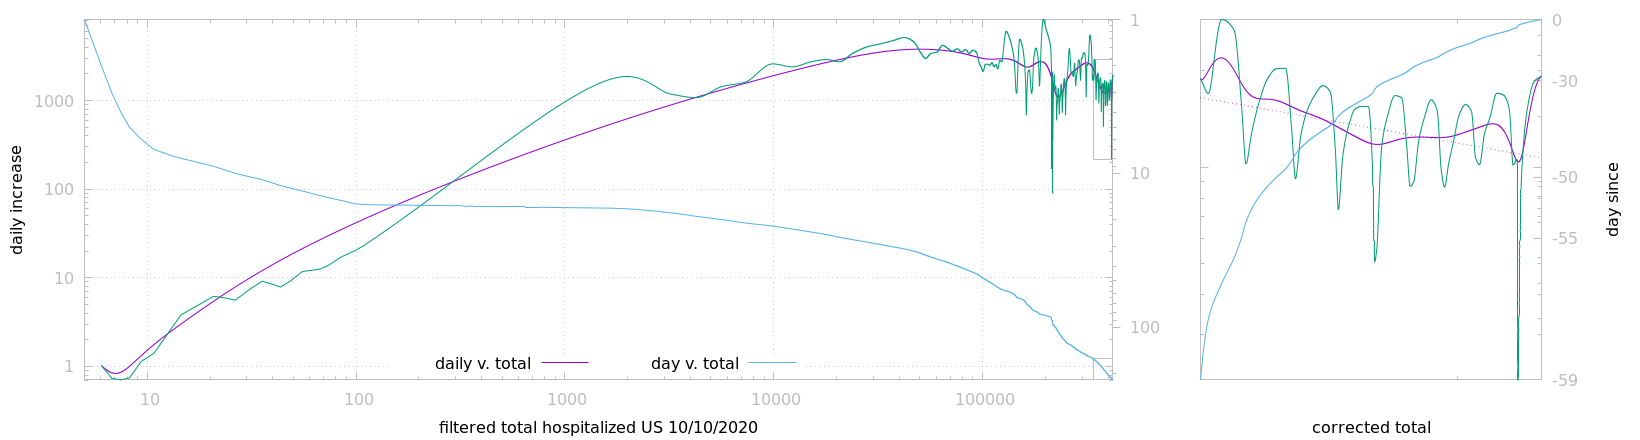 1000
100
10
1
daily increase
10
100
1000
10000
100000
filtered total hospitalized US 10/10/2020
daily v. total
day v. total
1
10
100
0
-30
-50
-55
-59
day since
corrected total